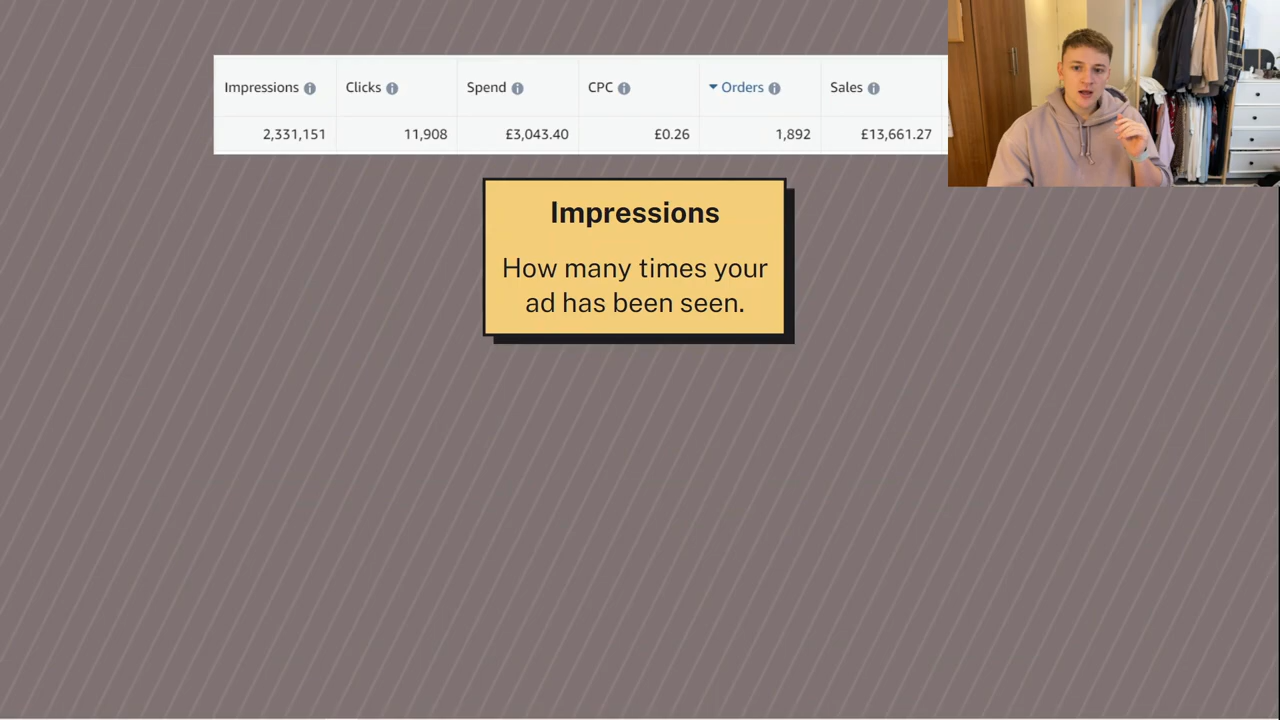 Impressions Clicks Spend CPC Orders Sales
2,331,151 11,908 £3,043.40 £0.26 1,892 £13,661.27
Impressions
How many times your
ad has been seen.